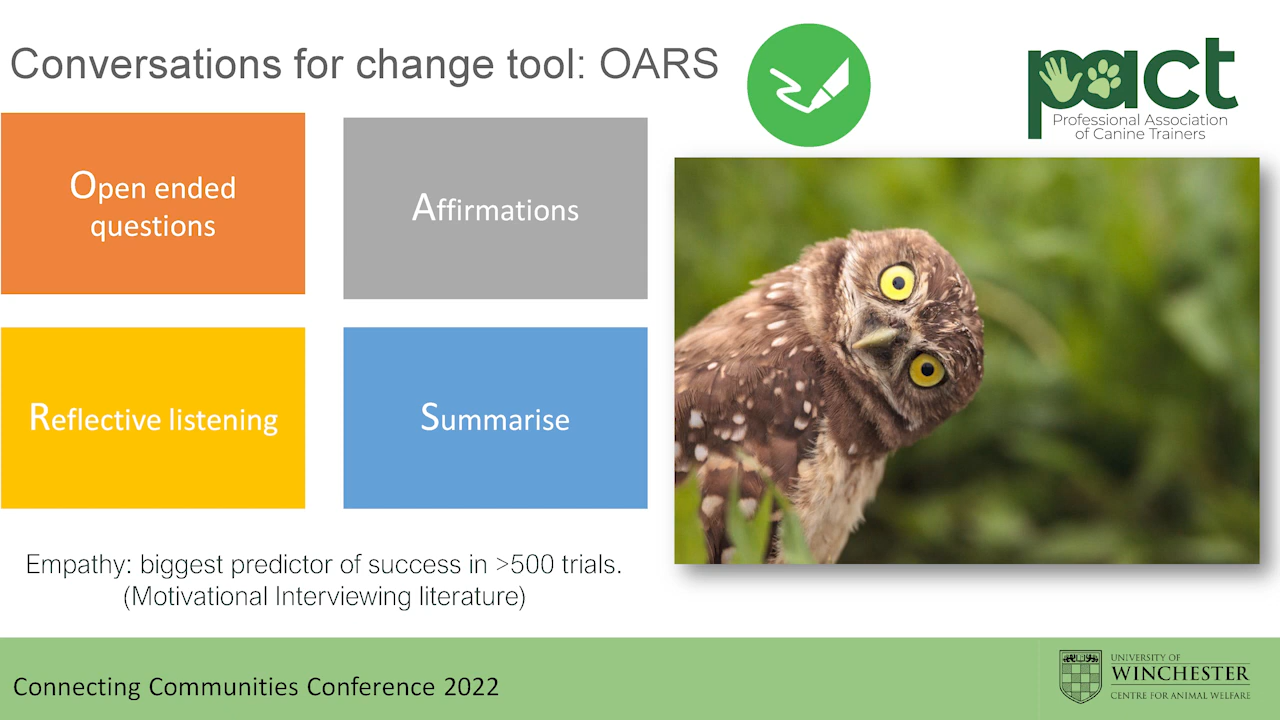 Conversations for change tool: OARS
pact
Professional Association
of Canine Trainers
Open ended
questions
Affirmations
Reflective listening
Summarise
Empathy: biggest predictor of success in >500 trials.
(Motivational Interviewing literature)
Connecting Communities Conference 2022
UNIVERSITY OF
WINCHESTER
CENTRE FOR ANIMAL WELFARE